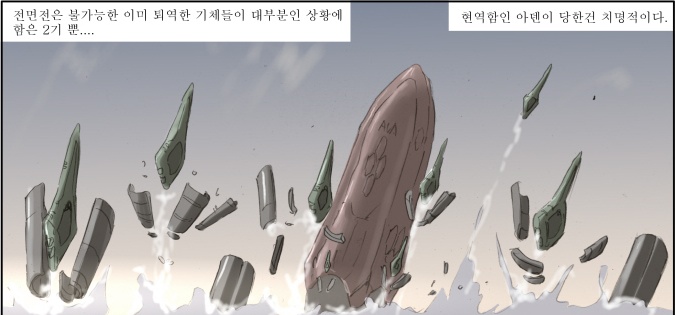 전면전은 불가능한 이미 퇴역한 기체들이 대부분인 상황에
함은 2기 뿐....
현역함인 아덴이 당한건 치명적이다.